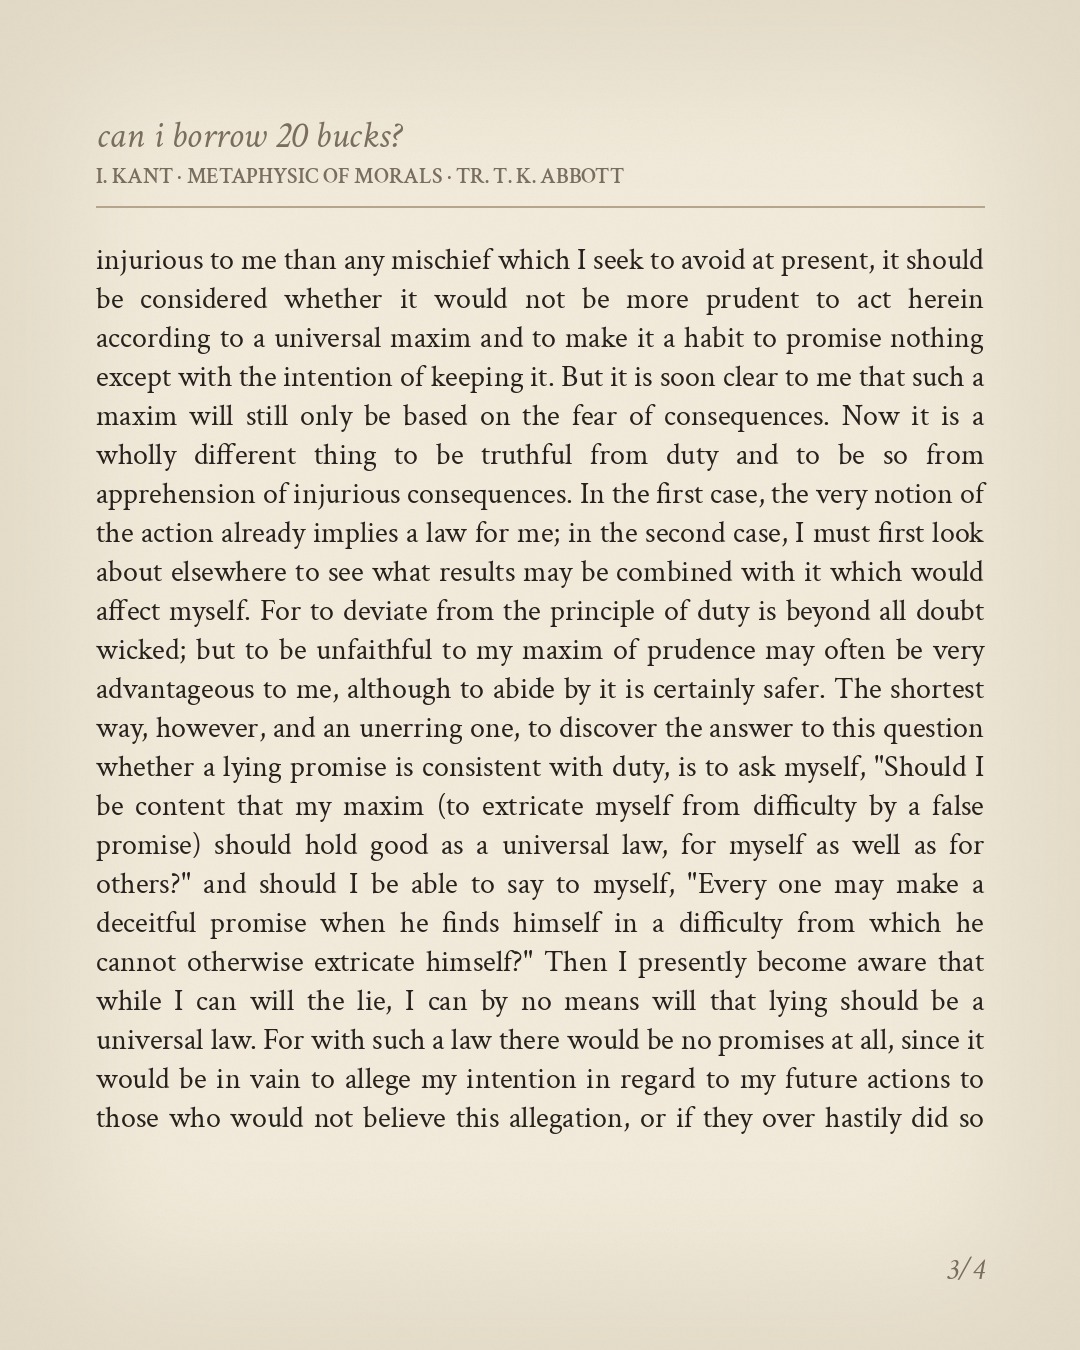 can i borrow 20 bucks?
I. KANT · METAPHYSIC OF MORALS · TR. T. K. ABBOTT
injurious to me than any mischief which I seek to avoid at present, it should
be considered whether it would not be more prudent to act herein
according to a universal maxim and to make it a habit to promise nothing
except with the intention of keeping it. But it is soon clear to me that such a
maxim will still only be based on the fear of consequences. Now it is a
wholly different thing to be truthful from duty and to be so from
apprehension of injurious consequences. In the first case, the very notion of
the action already implies a law for me; in the second case, I must first look
about elsewhere to see what results may be combined with it which would
affect myself. For to deviate from the principle of duty is beyond all doubt
wicked; but to be unfaithful to my maxim of prudence may often be very
advantageous to me, although to abide by it is certainly safer. The shortest
way, however, and an unerring one, to discover the answer to this question
whether a lying promise is consistent with duty, is to ask myself, "Should I
be content that my maxim (to extricate myself from difficulty by a false
promise) should hold good as a universal law, for myself as well as for
others?" and should I be able to say to myself, "Every one may make a
deceitful promise when he finds himself in a difficulty from which he
cannot otherwise extricate himself?" Then I presently become aware that
while I can will the lie, I can by no means will that lying should be a
universal law. For with such a law there would be no promises at all, since it
would be in vain to allege my intention in regard to my future actions to
those who would not believe this allegation, or if they over hastily did so
3/4